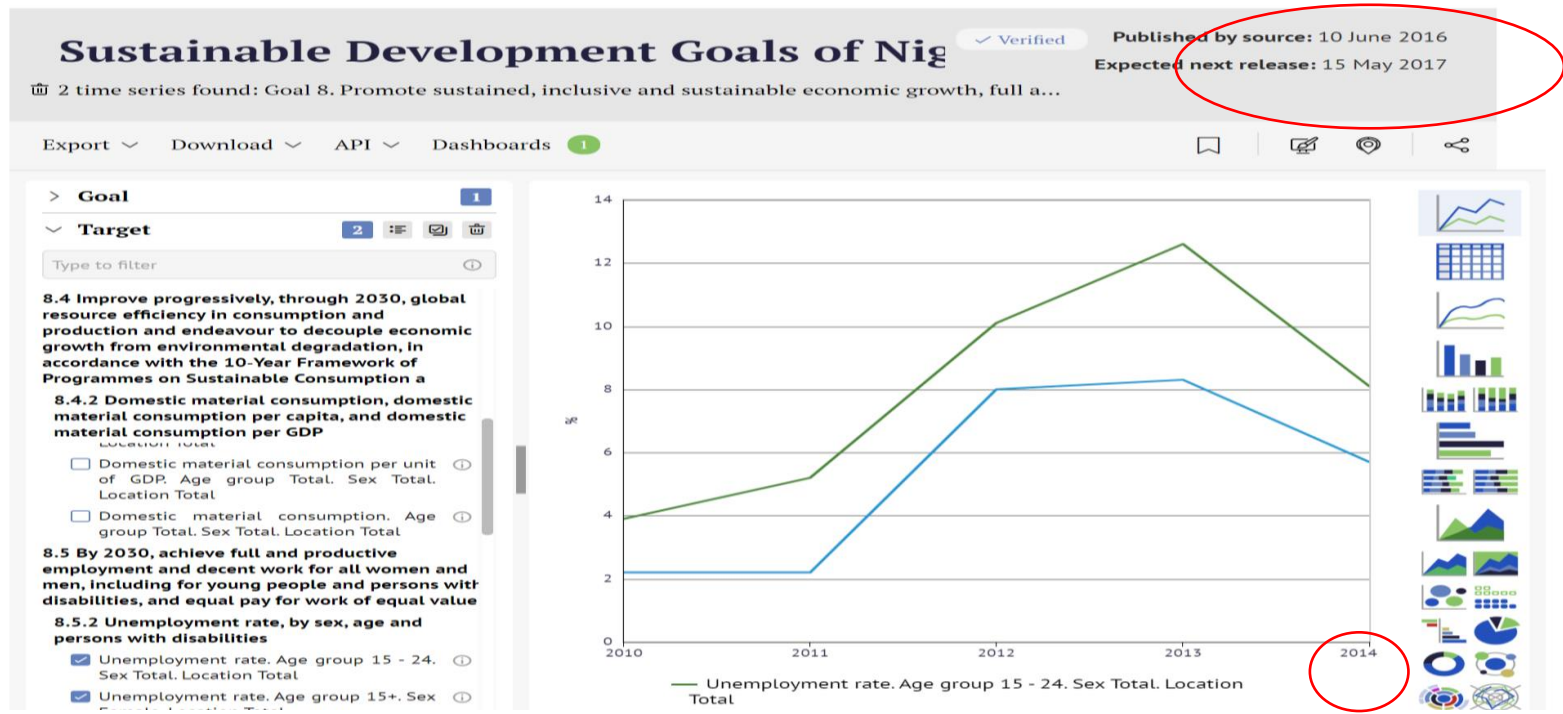 Sustainable Development Goals of Nig
Verified
Published by source: 10 June 2016
Expected next release: 15 May 2017
2 time series found: Goal 8. Promote sustained, inclusive and sustainable economic growth, full a...
Export
Download
API
Dashboards
1
Goal
1
Target
2
Type to filter
8.4 Improve progressively, through 2030, global
resource efficiency in consumption and
production and endeavour to decouple economic
growth from environmental degradation, in
accordance with the 10-Year Framework of
Programmes on Sustainable Consumption a
8.4.2 Domestic material consumption, domestic
material consumption per capita, and domestic
material consumption per GDP
Location Total
Domestic material consumption per unit
of GDP. Age group Total. Sex Total.
Location Total
Domestic material consumption. Age
group Total. Sex Total. Location Total
8.5 By 2030, achieve full and productive
employment and decent work for all women and
men, including for young people and persons with
disabilities, and equal pay for work of equal value
8.5.2 Unemployment rate, by sex, age and
persons with disabilities
Unemployment rate. Age group 15 - 24.
Sex Total. Location Total
Unemployment rate. Age group 15+. Sex
14
12
10
8
6
4
2
0
%
2010
2011
2012
2013
2014
Unemployment rate. Age group 15 - 24. Sex Total. Location
Total